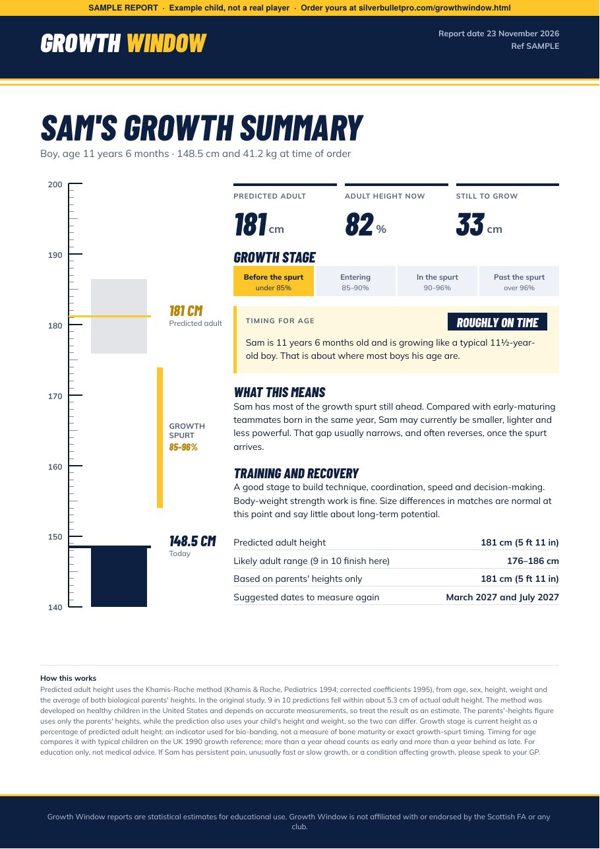 SAMPLE REPORT · Example child, not a real player · Order yours at silverbulletpro.com/growthwindow.html
GROWTH WINDOW
Report date 23 November 2026
Ref SAMPLE
SAM'S GROWTH SUMMARY
Boy, age 11 years 6 months · 148.5 cm and 41.2 kg at time of order
200
190
180
170
160
150
140
181 CM
Predicted adult
GROWTH
SPURT
85-96%
148.5 CM
Today
PREDICTED ADULT
181 cm
ADULT HEIGHT NOW
82 %
STILL TO GROW
33 cm
GROWTH STAGE
Before the spurt
under 85%
Entering
85–90%
In the spurt
90–96%
Past the spurt
over 96%
TIMING FOR AGE
ROUGHLY ON TIME
Sam is 11 years 6 months old and is growing like a typical 11½-year-
old boy. That is about where most boys his age are.
WHAT THIS MEANS
Sam has most of the growth spurt still ahead. Compared with early-maturing
teammates born in the same year, Sam may currently be smaller, lighter and
less powerful. That gap usually narrows, and often reverses, once the spurt
arrives.
TRAINING AND RECOVERY
A good stage to build technique, coordination, speed and decision-making.
Body-weight strength work is fine. Size differences in matches are normal at
this point and say little about long-term potential.
Predicted adult height 181 cm (5 ft 11 in)
Likely adult range (9 in 10 finish here) 176–186 cm
Based on parents' heights only 181 cm (5 ft 11 in)
Suggested dates to measure again March 2027 and July 2027
How this works
Predicted adult height uses the Khamis-Roche method (Khamis & Roche, Pediatrics 1994; corrected coefficients 1995), from age, sex, height, weight and
the average of both biological parents' heights. In the original study, 9 in 10 predictions fell within about 5.3 cm of actual adult height. The method was
developed on healthy children in the United States and depends on accurate measurements, so treat the result as an estimate. The parents'-heights figure
uses only the parents' heights, while the prediction also uses your child's height and weight, so the two can differ. Growth stage is current height as a
percentage of predicted adult height: an indicator used for bio-banding, not a measure of bone maturity or exact growth-spurt timing. Timing for age
compares it with typical children on the UK 1990 growth reference; more than a year ahead counts as early and more than a year behind as late. For
education only, not medical advice. If Sam has persistent pain, unusually fast or slow growth, or a condition affecting growth, please speak to your GP.
Growth Window reports are statistical estimates for educational use. Growth Window is not affiliated with or endorsed by the Scottish FA or any
club.